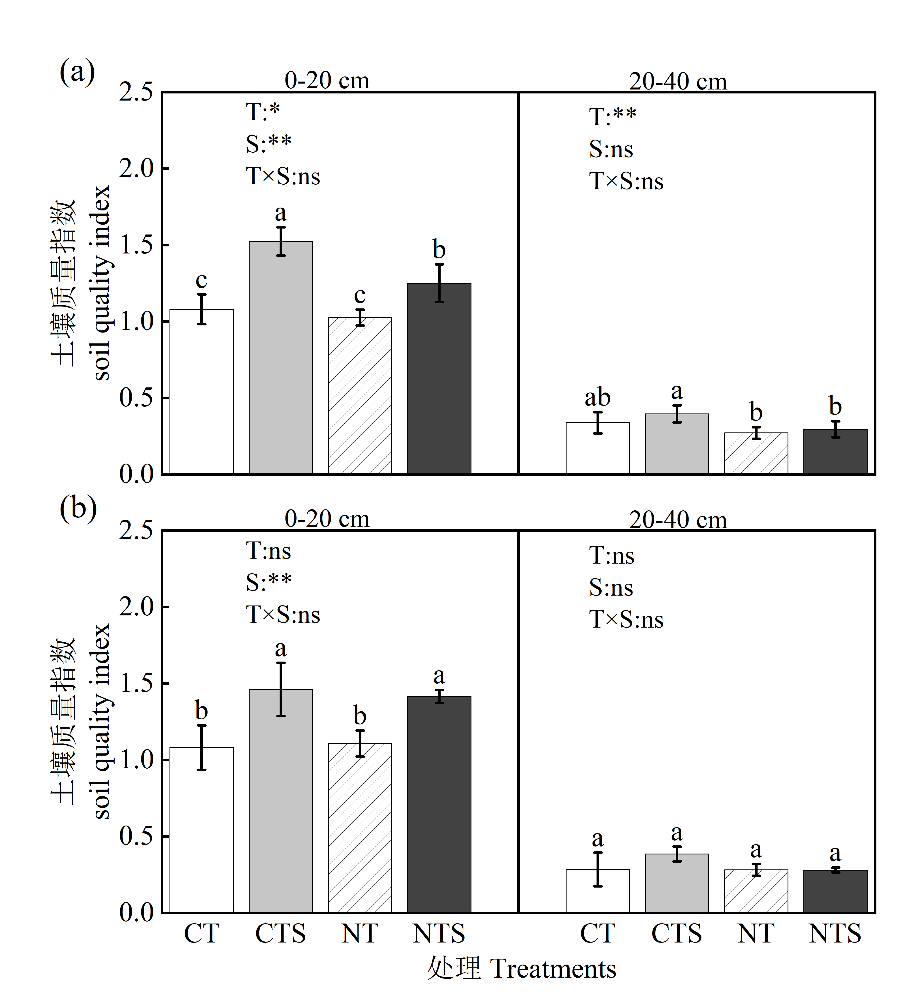 (a)
0-20 cm
20-40 cm
2.5
2.0
1.5
1.0
0.5
0.0
土壤质量指数
soil quality index
T:*
S:**
T×S:ns
c
a
c
b
T:**
S:ns
T×S:ns
ab
a
b
b
(b)
0-20 cm
20-40 cm
2.5
2.0
1.5
1.0
0.5
0.0
土壤质量指数
soil quality index
T:ns
S:**
T×S:ns
b
a
b
a
T:ns
S:ns
T×S:ns
a
a
a
a
CT CTS NT NTS CT CTS NT NTS
处理 Treatments